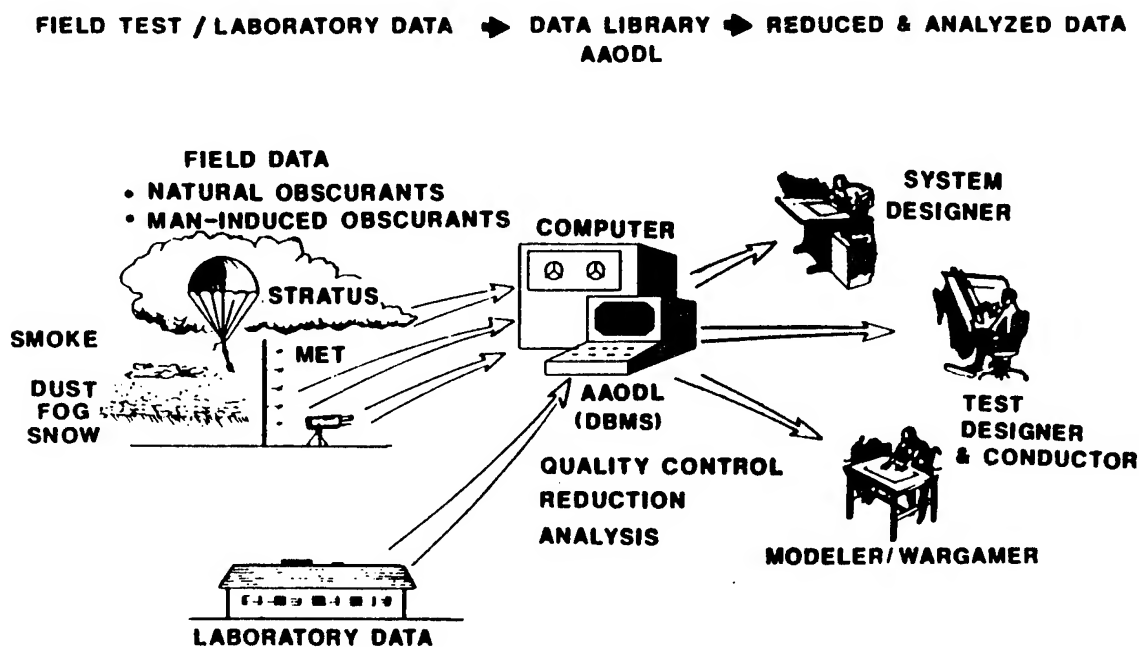 FIELD TEST / LABORATORY DATA ➔ DATA LIBRARY ➔ REDUCED & ANALYZED DATA
AAODL
FIELD DATA
• NATURAL OBSCURANTS
• MAN-INDUCED OBSCURANTS
STRATUS
SMOKE
MET
DUST
FOG
SNOW
COMPUTER
AAODL
(DBMS)
QUALITY CONTROL
REDUCTION
ANALYSIS
LABORATORY DATA
SYSTEM
DESIGNER
TEST
DESIGNER
& CONDUCTOR
MODELER/WARGAMER